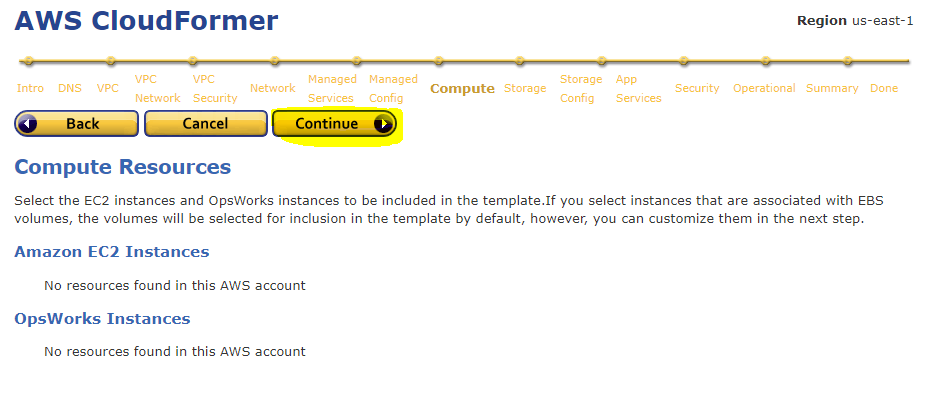 AWS CloudFormer
Region us-east-1
Intro DNS VPC VPC Network VPC Security Network Managed Services Managed Config Compute Storage Storage Config App Services Security Operational Summary Done
Back Cancel Continue
Compute Resources
Select the EC2 instances and OpsWorks instances to be included in the template.If you select instances that are associated with EBS
volumes, the volumes will be selected for inclusion in the template by default, however, you can customize them in the next step.
Amazon EC2 Instances
No resources found in this AWS account
OpsWorks Instances
No resources found in this AWS account